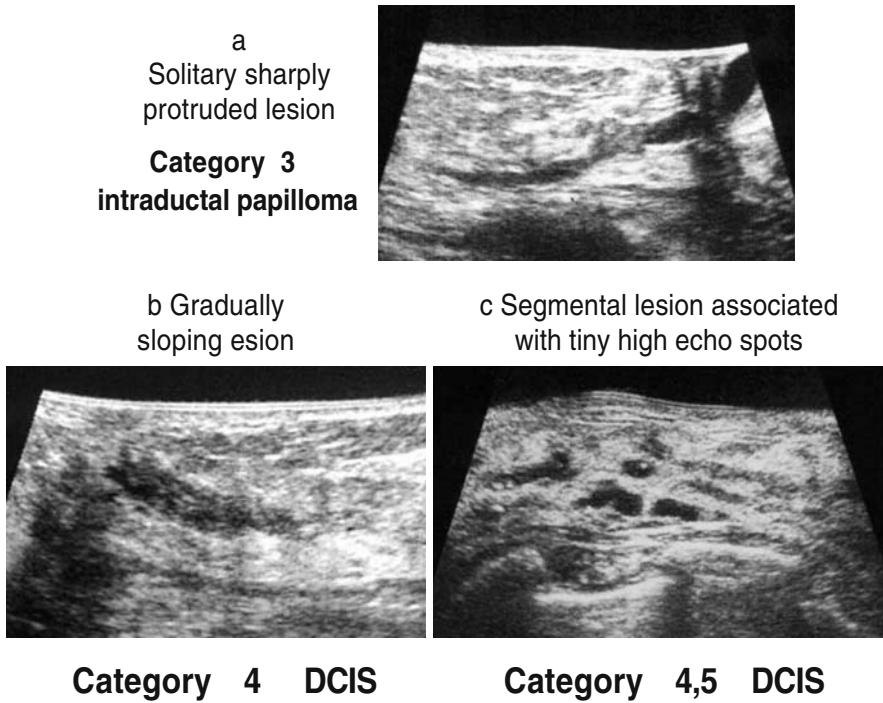 a
Solitary sharply
protruded lesion
Category 3
intraductal papilloma
b Gradually
sloping esion
c Segmental lesion associated
with tiny high echo spots
Category 4 DCIS
Category 4,5 DCIS